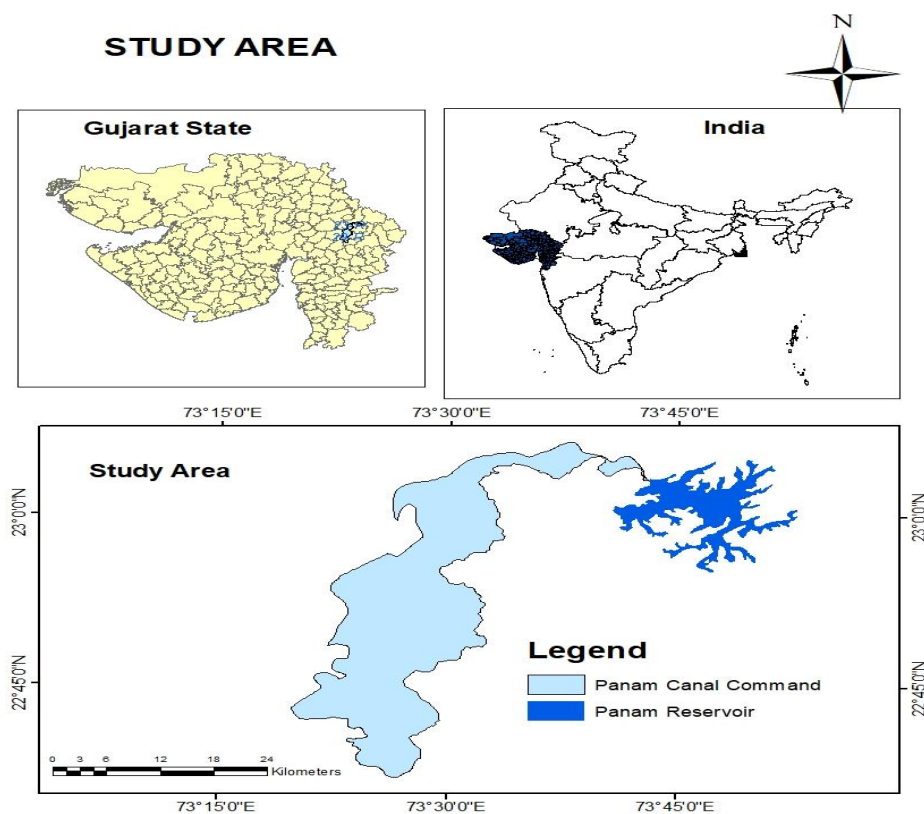 N
STUDY AREA
Gujarat State
India
73°15'0"E 73°30'0"E 73°45'0"E
Study Area
23°0'0"N 23°0'0"N
Legend
Panam Canal Command
22°45'0"N 22°45'0"N
Panam Reservoir
0 3 6 12 18 24
Kilometers
73°15'0"E 73°30'0"E 73°45'0"E